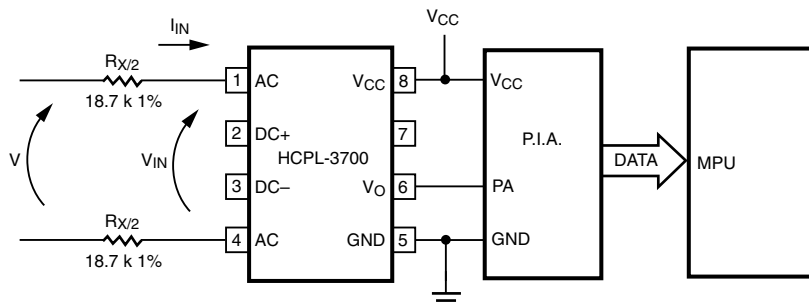 V_CC
I_IN
R_X/2
18.7 k 1%
1 AC
V_CC 8
V_CC
2 DC+
7
P.I.A.
V
V_IN
HCPL-3700
DATA
MPU
3 DC–
V_O 6
PA
R_X/2
18.7 k 1%
4 AC
GND 5
GND